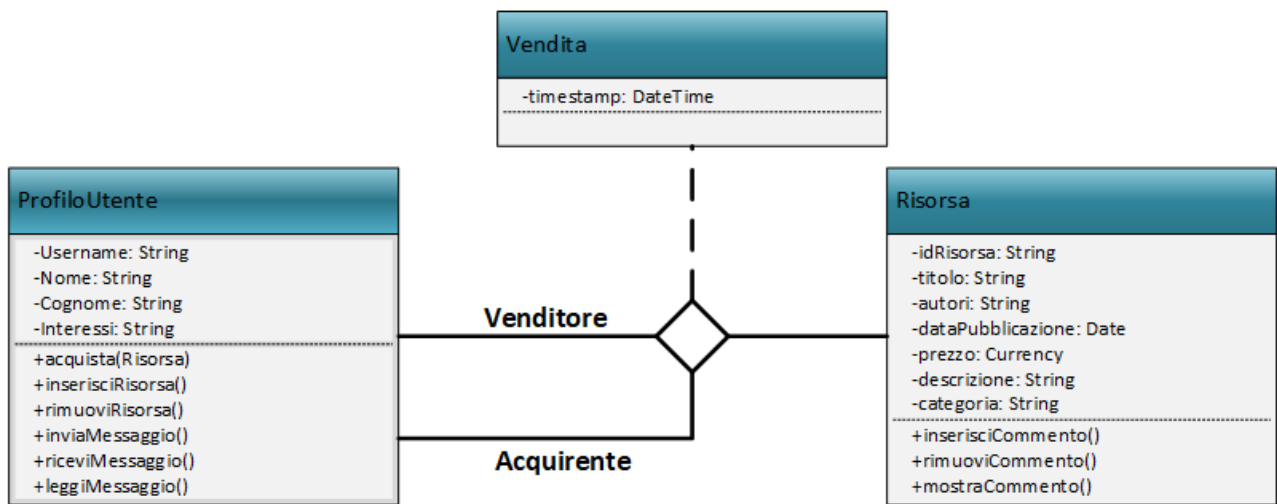 Vendita
-timestamp: DateTime
ProfiloUtente
-Username: String
-Nome: String
-Cognome: String
-Interessi: String
+acquista(Risorsa)
+inserisciRisorsa()
+rimuoviRisorsa()
+inviaMessaggio()
+riceviMessaggio()
+leggiMessaggio()
Venditore
Acquirente
Risorsa
-idRisorsa: String
-titolo: String
-autori: String
-dataPubblicazione: Date
-prezzo: Currency
-descrizione: String
-categoria: String
+inserisciCommento()
+rimuoviCommento()
+mostraCommento()